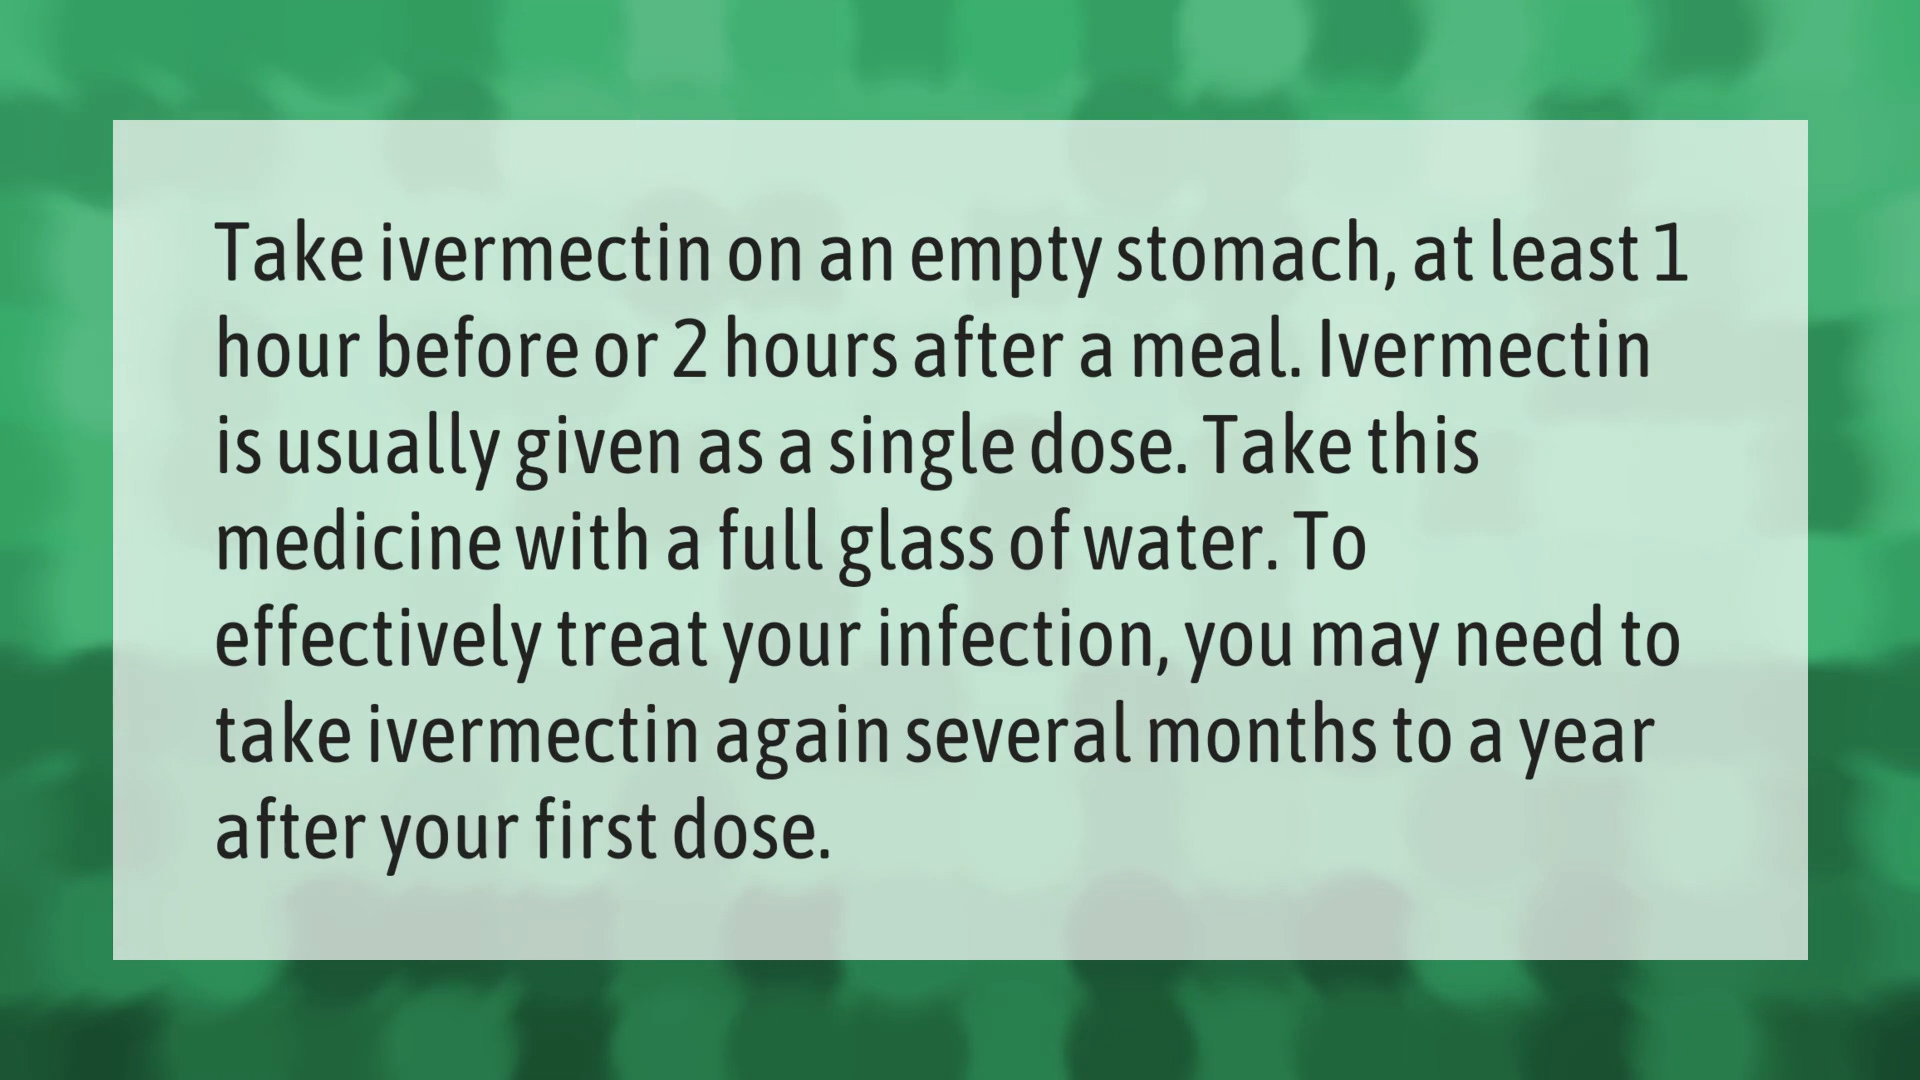 Take ivermectin on an empty stomach, at least 1
hour before or 2 hours after a meal. Ivermectin
is usually given as a single dose. Take this
medicine with a full glass of water. To
effectively treat your infection, you may need to
take ivermectin again several months to a year
after your first dose.